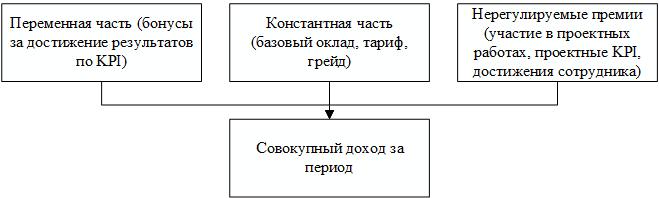 Переменная часть (бонусы
за достижение результатов
по KPI)
Константная часть
(базовый оклад, тариф,
грейд)
Нерегулируемые премии
(участие в проектных
работах, проектные KPI,
достижения сотрудника)
Совокупный доход за
период